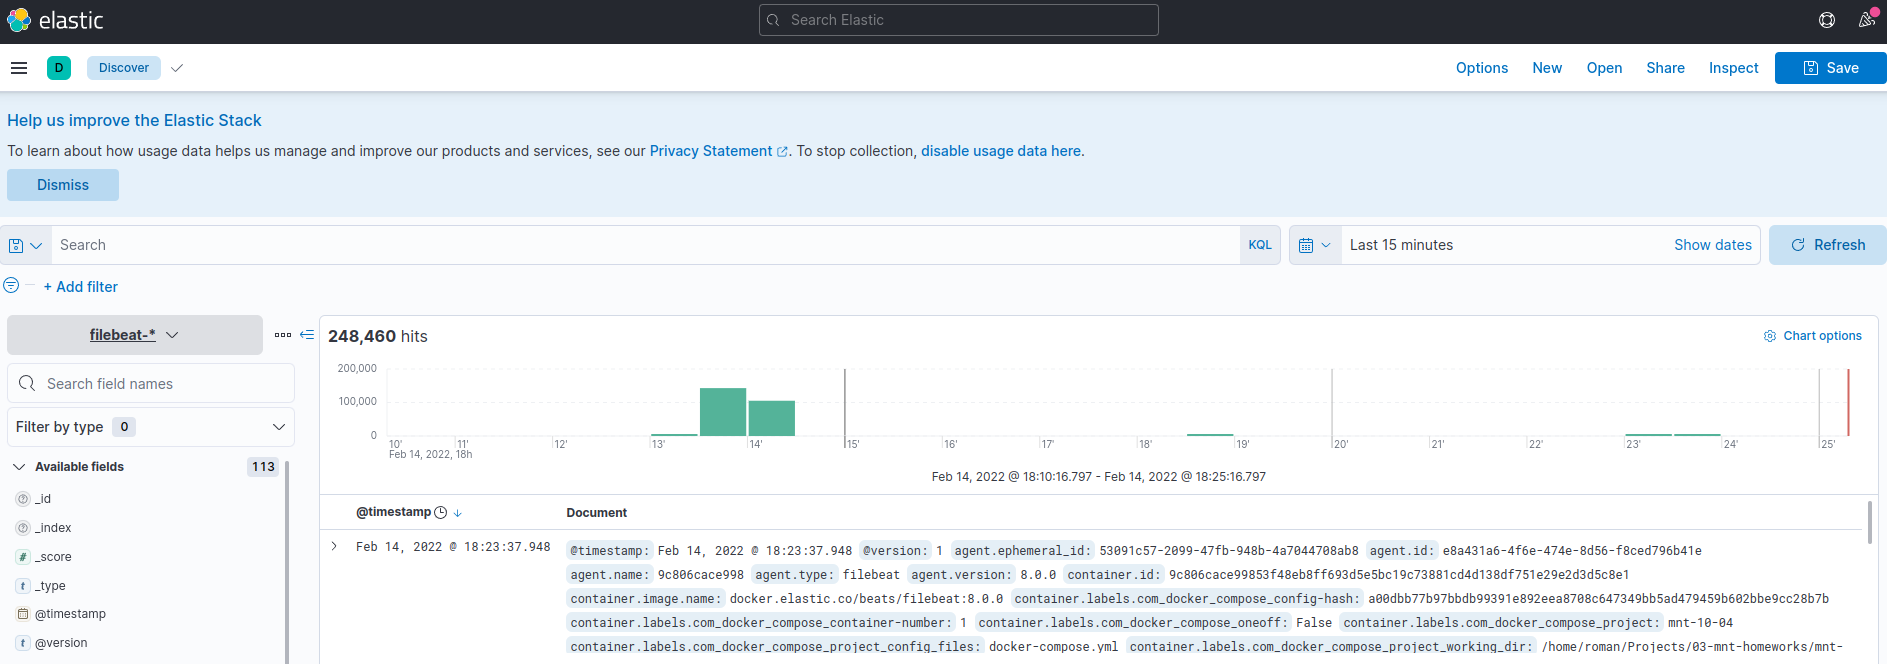 elastic
Search Elastic
D
Discover
Options New Open Share Inspect Save
Help us improve the Elastic Stack
To learn about how usage data helps us manage and improve our products and services, see our Privacy Statement. To stop collection, disable usage data here.
Dismiss
Search
KQL
Last 15 minutes
Show dates
Refresh
+ Add filter
filebeat-*
Search field names
Filter by type 0
Available fields 113
_id
_index
# _score
t _type
@timestamp
t @version
248,460 hits
Chart options
200,000
100,000
0
10' 11' 12' 13' 14' 15' 16' 17' 18' 19' 20' 21' 22' 23' 24' 25'
Feb 14, 2022, 18h
Feb 14, 2022 @ 18:10:16.797 - Feb 14, 2022 @ 18:25:16.797
@timestamp Document
Feb 14, 2022 @ 18:23:37.948
@timestamp: Feb 14, 2022 @ 18:23:37.948 @version: 1 agent.ephemeral_id: 53091c57-2099-47fb-948b-4a7044708ab8 agent.id: e8a431a6-4f6e-474e-8d56-f8ced796b41e
agent.name: 9c806cace998 agent.type: filebeat agent.version: 8.0.0 container.id: 9c806cace99853f48eb8ff693d5e5bc19c73881cd4d138df751e29e2d3d5c8e1
container.image.name: docker.elastic.co/beats/filebeat:8.0.0 container.labels.com_docker_compose_config-hash: a00dbb77b97bbdb99391e892eea8708c647349bb5ad479459b602bbe9cc28b7b
container.labels.com_docker_compose_container-number: 1 container.labels.com_docker_compose_oneoff: False container.labels.com_docker_compose_project: mnt-10-04
container.labels.com_docker_compose_project_config_files: docker-compose.yml container.labels.com_docker_compose_project_working_dir: /home/roman/Projects/03-mnt-homeworks/mnt-